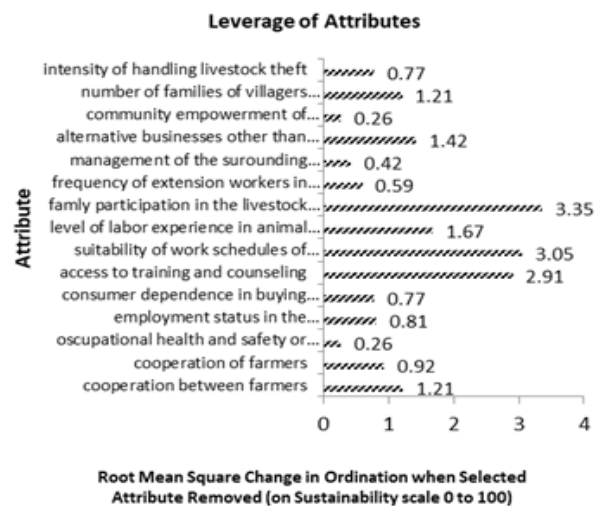 Leverage of Attributes
Attribute
intensity of handling livestock theft 0.77
number of families of villagers... 1.21
community empowerment of... 0.26
alternative businesses other than... 1.42
management of the surounding... 0.42
frequency of extension workers in... 0.59
famly participation in the livestock... 3.35
level of labor experience in animal... 1.67
suitability of work schedules of... 3.05
access to training and counseling 2.91
consumer dependence in buying... 0.77
employment status in the... 0.81
oscupational health and safety or... 0.26
cooperation of farmers 0.92
cooperation between farmers 1.21
0 1 2 3 4
Root Mean Square Change in Ordination when Selected
Attribute Removed (on Sustainability scale 0 to 100)